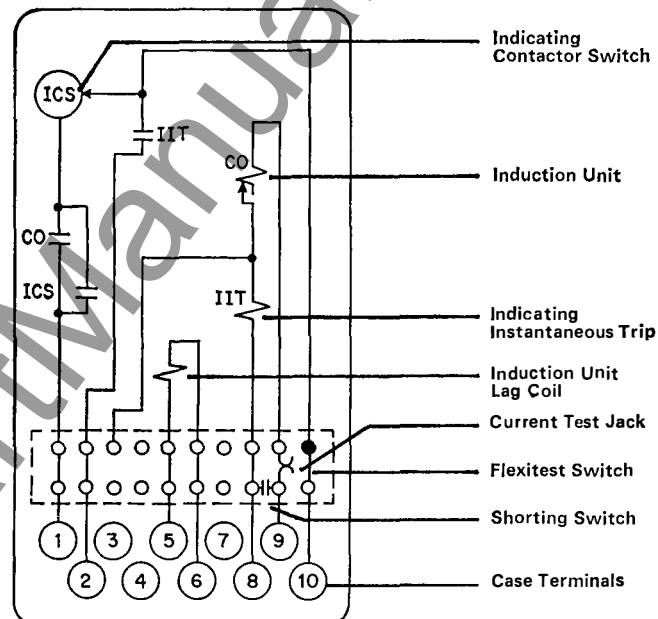 Indicating
Contactor Switch
ICS
IIT
CO
Induction Unit
CO
ICS
IIT
Indicating
Instantaneous Trip
Induction Unit
Lag Coil
Current Test Jack
Flexitest Switch
Shorting Switch
1
3
5
7
9
2
4
6
8
10
Case Terminals